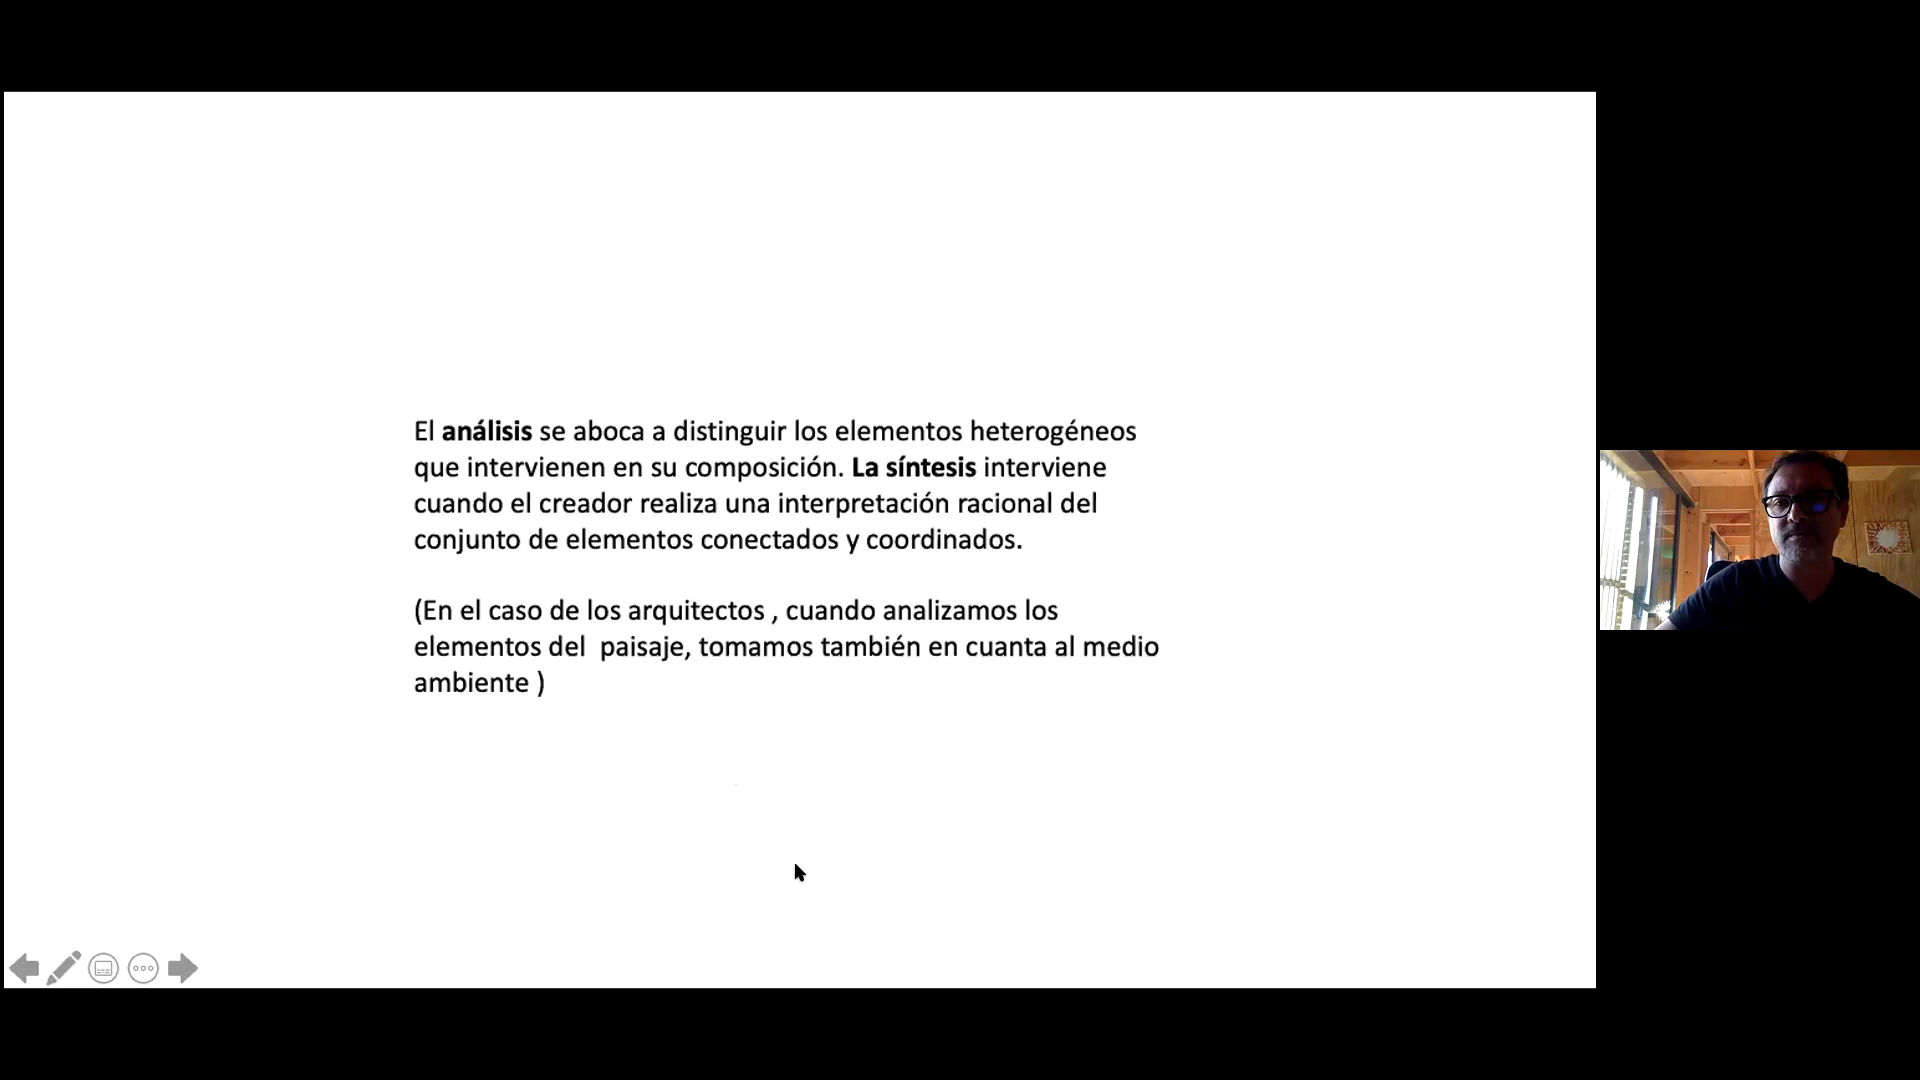 El análisis se aboca a distinguir los elementos heterogéneos
que intervienen en su composición. La síntesis interviene
cuando el creador realiza una interpretación racional del
conjunto de elementos conectados y coordinados.
(En el caso de los arquitectos , cuando analizamos los
elementos del  paisaje, tomamos también en cuanta al medio
ambiente )